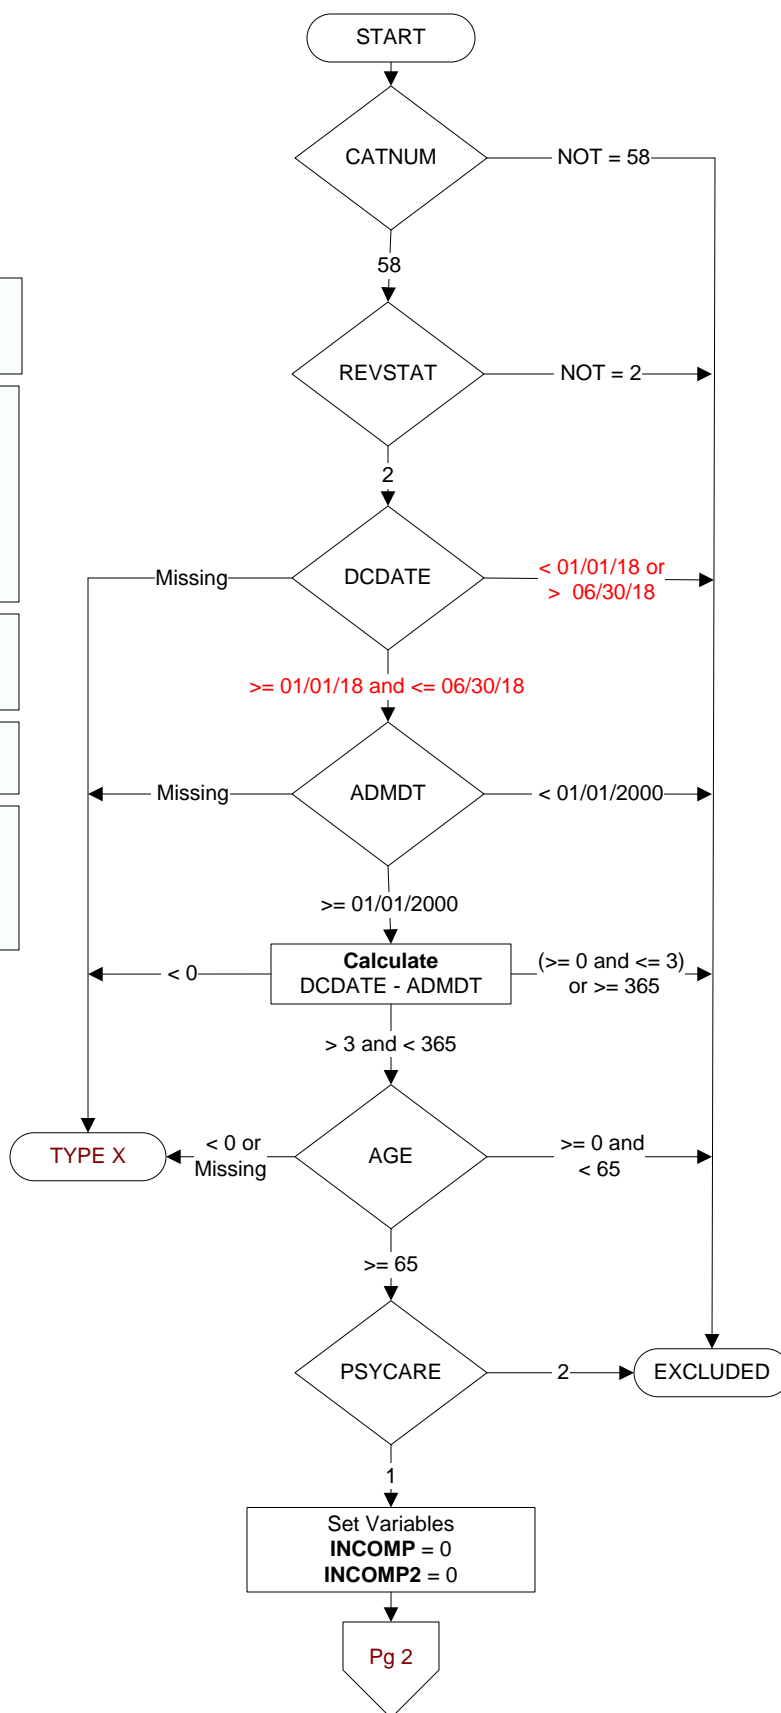 START
CATNUM
NOT = 58
58
REVSTAT
NOT = 2
2
Missing
DCDATE
< 01/01/18 or
> 06/30/18
>= 01/01/18 and <= 06/30/18
Missing
ADMDT
< 01/01/2000
>= 01/01/2000
< 0
Calculate
DCDATE - ADMDT
(>= 0 and <= 3)
or >= 365
> 3 and < 365
TYPE X
< 0 or
Missing
AGE
>= 0 and
< 65
>= 65
PSYCARE
2
EXCLUDED
1
Set Variables
INCOMP = 0
INCOMP2 = 0
Pg 2